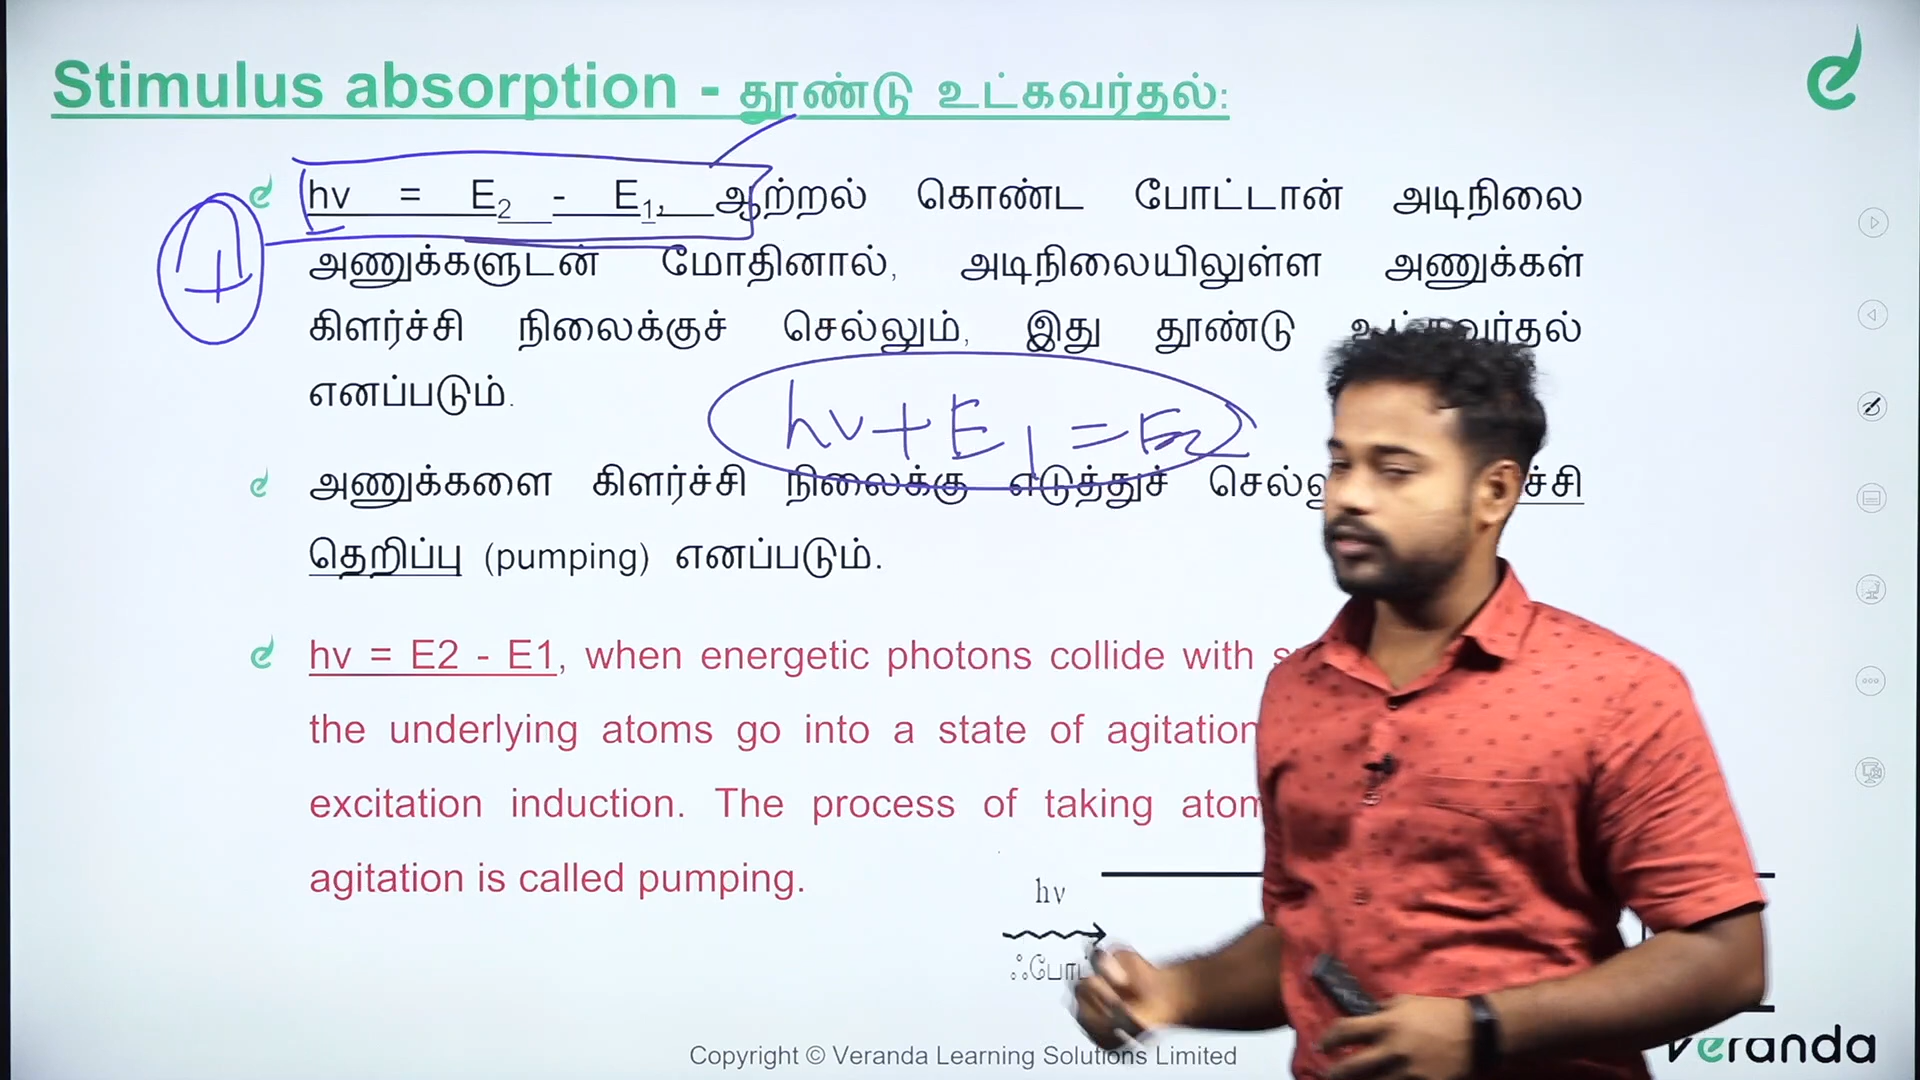 Stimulus absorption - தூண்டு உட்கவர்தல்:
hv = E2 - E1, ஆற்றல் கொண்ட போட்டான் அடிநிலை
அணுக்களுடன் மோதினால், அடிநிலையிலுள்ள அணுக்கள்
கிளர்ச்சி நிலைக்குச் செல்லும், இது தூண்டு உட்கவர்தல்
எனப்படும்.
hv + E1 = E2
அணுக்களை கிளர்ச்சி நிலைக்கு எடுத்துச்
தெறிப்பு (pumping) எனப்படும்.
hv = E2 - E1, when energetic photons collide with
the underlying atoms go into a state of agitation
excitation induction. The process of taking
agitation is called pumping.
hv
Copyright © Veranda Learning Solutions Limited
veranda